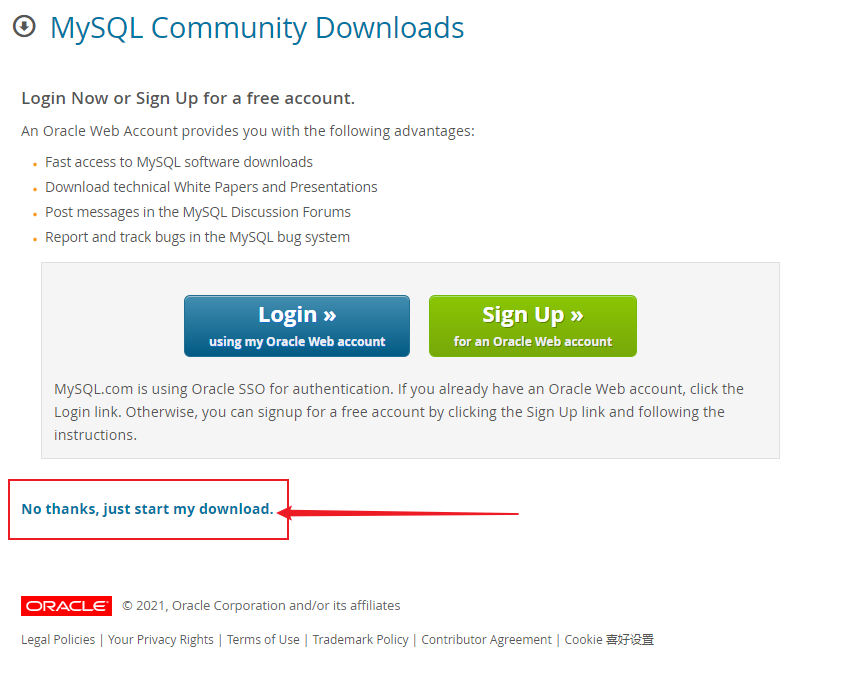 MySQL Community Downloads
Login Now or Sign Up for a free account.
An Oracle Web Account provides you with the following advantages:
Fast access to MySQL software downloads
Download technical White Papers and Presentations
Post messages in the MySQL Discussion Forums
Report and track bugs in the MySQL bug system
Login »
using my Oracle Web account
Sign Up »
for an Oracle Web account
MySQL.com is using Oracle SSO for authentication. If you already have an Oracle Web account, click the
Login link. Otherwise, you can signup for a free account by clicking the Sign Up link and following the
instructions.
No thanks, just start my download.
ORACLE © 2021, Oracle Corporation and/or its affiliates
Legal Policies | Your Privacy Rights | Terms of Use | Trademark Policy | Contributor Agreement | Cookie 喜好设置